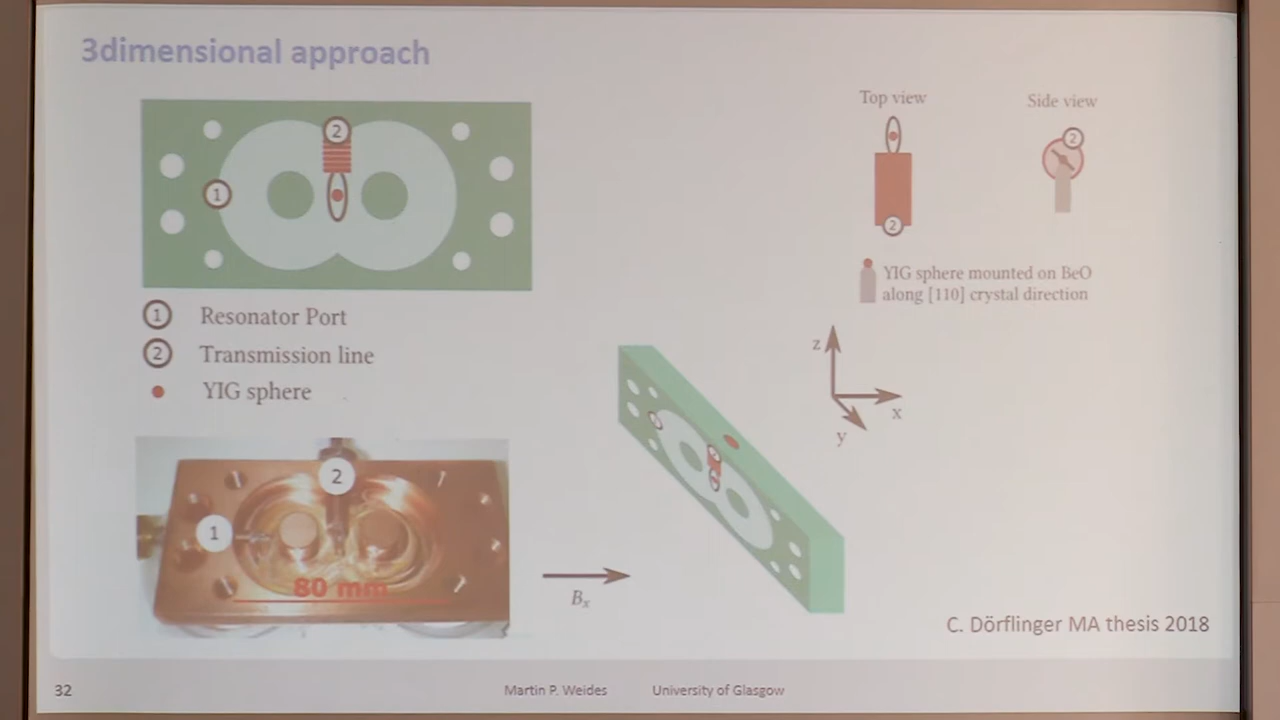 3dimensional approach
2
1
1 Resonator Port
2 Transmission line
YIG sphere
2
1
80 mm
Bx
Top view
Side view
2
2
YIG sphere mounted on BeO
along [110] crystal direction
z
x
y
C. Dörflinger MA thesis 2018
32
Martin P. Weides
University of Glasgow